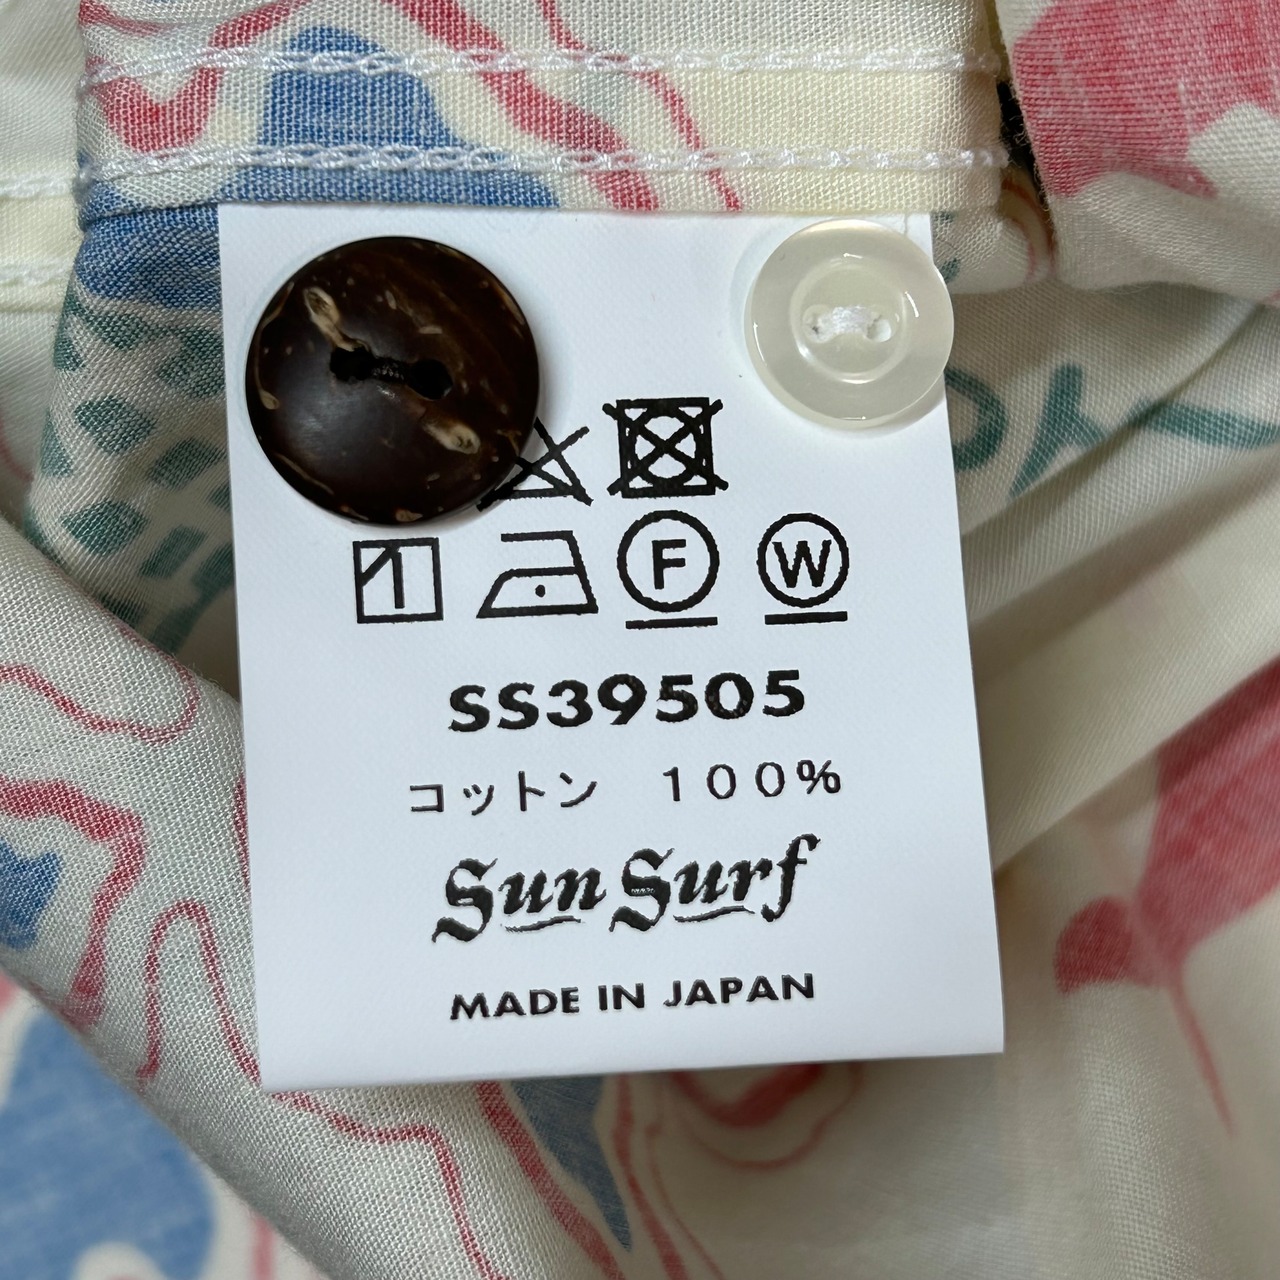 F W
SS39505
コットン 100%
Sun Surf
MADE IN JAPAN